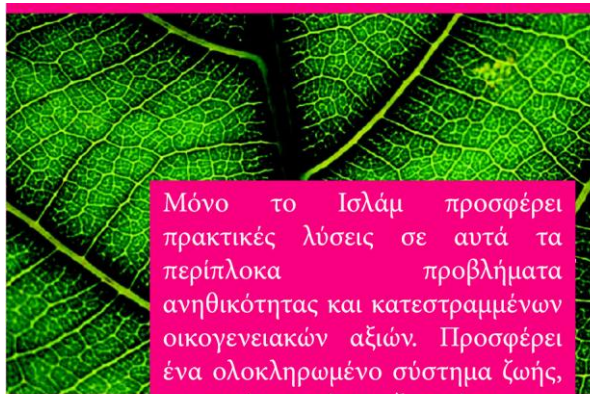 Μόνο το Ισλάμ προσφέρει
πρακτικές λύσεις σε αυτά τα
περίπλοκα προβλήματα
ανηθικότητας και κατεστραμμένων
οικογενειακών αξιών. Προσφέρει
ένα ολοκληρωμένο σύστημα ζωής,